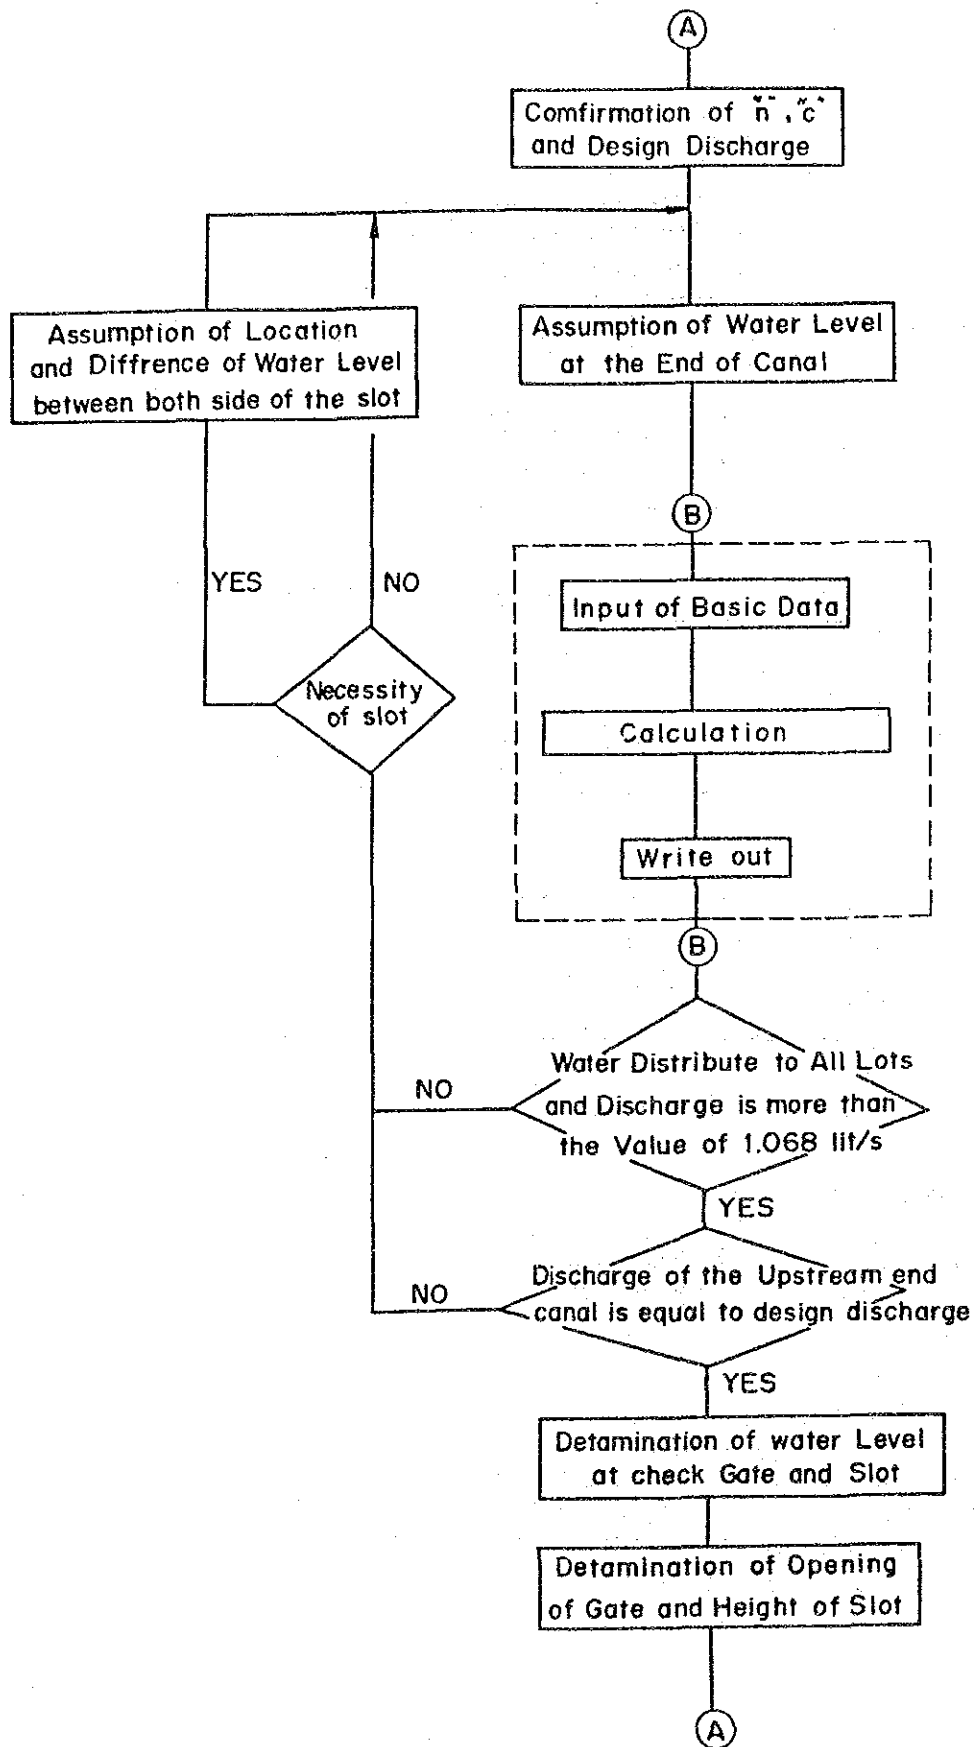 A
Comfirmation of "n", "c"
and Design Discharge
Assumption of Location
and Diffrence of Water Level
between both side of the slot
Assumption of Water Level
at the End of Canal
B
YES
NO
Input of Basic Data
Necessity
of slot
Calculation
Write out
B
Water Distribute to All Lots
NO
and Discharge is more than
the Value of 1.068 lit/s
YES
Discharge of the Upstream end
NO
canal is equal to design discharge
YES
Detamination of water Level
at check Gate and Slot
Detamination of Opening
of Gate and Height of Slot
A